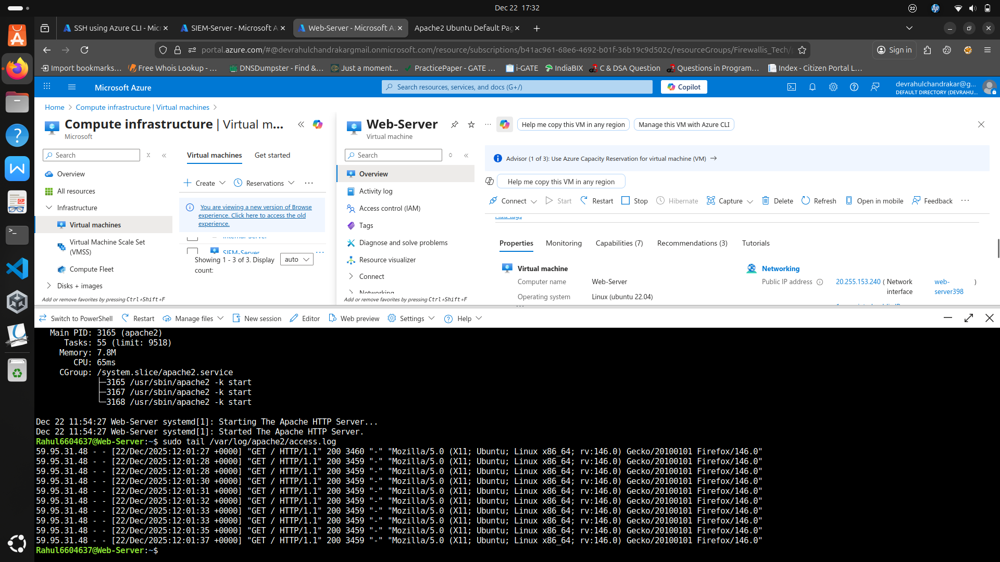 Dec 22 17:32
22
SSH using Azure CLI - Mic
SIEM-Server - Microsoft A
Web-Server - Microsoft Az
Apache2 Ubuntu Default Pag
portal.azure.com/#@devrahulchandrakargmail.onmicrosoft.com/resource/subscriptions/b41ac961-68e6-4692-b01f-36b19c9d502c/resourceGroups/Firewallis_Tech/
Sign in
Import bookmarks...
Free Whois Lookup - ...
DNSDumpster - Find &...
Just a moment...
PracticePaper - GATE ...
i-GATE
IndiaBIX
C & DSA Question
Questions in Program...
Index - Citizen Portal L...
Microsoft Azure
Search resources, services, and docs (G+/)
Copilot
devrahulchandrakar@g...
DEFAULT DIRECTORY (DEVRAHU...
Home > Compute infrastructure | Virtual machines >
Compute infrastructure | Virtual m...
Microsoft
Search
Overview
All resources
Infrastructure
Virtual machines
Virtual Machine Scale Set
(VMSS)
Compute Fleet
Disks + images
Add or remove favorites by pressing Ctrl+Shift+F
Virtual machines
Get started
Create
Reservations
You are viewing a new version of Browse
experience. Click here to access the old
experience.
Internal-Server
SIEM-Server
Showing 1 - 3 of 3. Display
count:
auto
Web-Server
Virtual machine
Help me copy this VM in any region
Manage this VM with Azure CLI
Search
Overview
Activity log
Access control (IAM)
Tags
Diagnose and solve problems
Resource visualizer
Connect
Networking
Add or remove favorites by pressing Ctrl+Shift+F
Advisor (1 of 3): Use Azure Capacity Reservation for virtual machine (VM)
Help me copy this VM in any region
Connect
Start
Restart
Stop
Hibernate
Capture
Delete
Refresh
Open in mobile
Feedback
Add tags
Properties
Monitoring
Capabilities (7)
Recommendations (3)
Tutorials
Virtual machine
Computer name Web-Server
Operating system Linux (ubuntu 22.04)
Networking
Public IP address 20.255.153.240 ( Network interface web-server398 )
Switch to PowerShell
Restart
Manage files
New session
Editor
Web preview
Settings
Help
Main PID: 3165 (apache2)
Tasks: 55 (limit: 9518)
Memory: 7.8M
CPU: 65ms
CGroup: /system.slice/apache2.service
├─3165 /usr/sbin/apache2 -k start
├─3167 /usr/sbin/apache2 -k start
└─3168 /usr/sbin/apache2 -k start
Dec 22 11:54:27 Web-Server systemd[1]: Starting The Apache HTTP Server...
Dec 22 11:54:27 Web-Server systemd[1]: Started The Apache HTTP Server.
Rahul6604637@Web-Server:~$ sudo tail /var/log/apache2/access.log
59.95.31.48 - - [22/Dec/2025:12:01:27 +0000] "GET / HTTP/1.1" 200 3460 "-" "Mozilla/5.0 (X11; Ubuntu; Linux x86_64; rv:146.0) Gecko/20100101 Firefox/146.0"
59.95.31.48 - - [22/Dec/2025:12:01:28 +0000] "GET / HTTP/1.1" 200 3459 "-" "Mozilla/5.0 (X11; Ubuntu; Linux x86_64; rv:146.0) Gecko/20100101 Firefox/146.0"
59.95.31.48 - - [22/Dec/2025:12:01:28 +0000] "GET / HTTP/1.1" 200 3459 "-" "Mozilla/5.0 (X11; Ubuntu; Linux x86_64; rv:146.0) Gecko/20100101 Firefox/146.0"
59.95.31.48 - - [22/Dec/2025:12:01:30 +0000] "GET / HTTP/1.1" 200 3459 "-" "Mozilla/5.0 (X11; Ubuntu; Linux x86_64; rv:146.0) Gecko/20100101 Firefox/146.0"
59.95.31.48 - - [22/Dec/2025:12:01:31 +0000] "GET / HTTP/1.1" 200 3459 "-" "Mozilla/5.0 (X11; Ubuntu; Linux x86_64; rv:146.0) Gecko/20100101 Firefox/146.0"
59.95.31.48 - - [22/Dec/2025:12:01:32 +0000] "GET / HTTP/1.1" 200 3459 "-" "Mozilla/5.0 (X11; Ubuntu; Linux x86_64; rv:146.0) Gecko/20100101 Firefox/146.0"
59.95.31.48 - - [22/Dec/2025:12:01:33 +0000] "GET / HTTP/1.1" 200 3459 "-" "Mozilla/5.0 (X11; Ubuntu; Linux x86_64; rv:146.0) Gecko/20100101 Firefox/146.0"
59.95.31.48 - - [22/Dec/2025:12:01:33 +0000] "GET / HTTP/1.1" 200 3459 "-" "Mozilla/5.0 (X11; Ubuntu; Linux x86_64; rv:146.0) Gecko/20100101 Firefox/146.0"
59.95.31.48 - - [22/Dec/2025:12:01:35 +0000] "GET / HTTP/1.1" 200 3459 "-" "Mozilla/5.0 (X11; Ubuntu; Linux x86_64; rv:146.0) Gecko/20100101 Firefox/146.0"
59.95.31.48 - - [22/Dec/2025:12:01:37 +0000] "GET / HTTP/1.1" 200 3459 "-" "Mozilla/5.0 (X11; Ubuntu; Linux x86_64; rv:146.0) Gecko/20100101 Firefox/146.0"
Rahul6604637@Web-Server:~$